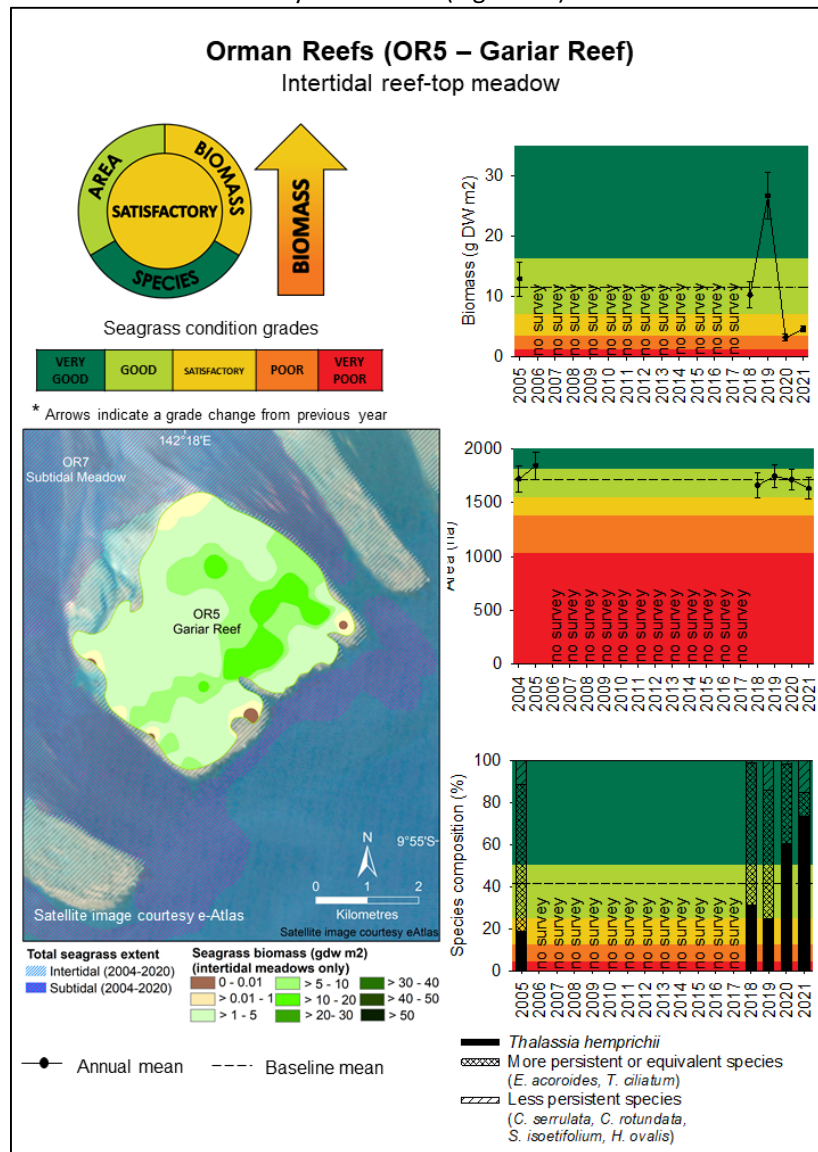 Orman Reefs (OR5 – Gariar Reef)
Intertidal reef-top meadow
AREA
BIOMASS
SATISFACTORY
SPECIES
BIOMASS
Seagrass condition grades
VERY GOOD
GOOD
SATISFACTORY
POOR
VERY POOR
* Arrows indicate a grade change from previous year
Biomass (g DW m2)
30
20
10
0
no survey
no survey
no survey
no survey
no survey
no survey
no survey
no survey
no survey
no survey
no survey
no survey
2005
2006
2007
2008
2009
2010
2011
2012
2013
2014
2015
2016
2017
2018
2019
2020
2021
142°18'E
OR7
Subtidal Meadow
OR5
Gariar Reef
9°55'S
N
0 1 2
Kilometres
Satellite image courtesy e-Atlas
Satellite image courtesy eAtlas
2000
1500
1000
500
0
no survey
no survey
no survey
no survey
no survey
no survey
no survey
no survey
no survey
no survey
no survey
no survey
2004
2005
2006
2007
2008
2009
2010
2011
2012
2013
2014
2015
2016
2017
2018
2019
2020
2021
Species composition (%)
100
80
60
40
20
0
no survey
no survey
no survey
no survey
no survey
no survey
no survey
no survey
no survey
no survey
no survey
no survey
2005
2006
2007
2008
2009
2010
2011
2012
2013
2014
2015
2016
2017
2018
2019
2020
2021
Total seagrass extent
Intertidal (2004-2020)
Subtidal (2004-2020)
Seagrass biomass (gdw m2)
(intertidal meadows only)
0 - 0.01
> 0.01 - 1
> 1 - 5
> 5 - 10
> 10 - 20
> 20- 30
> 30 - 40
> 40 - 50
> 50
Annual mean
Baseline mean
Thalassia hemprichii
More persistent or equivalent species
(E. acoroides, T. ciliatum)
Less persistent species
(C. serrulata, C. rotundata,
S. isoetifolium, H. ovalis)